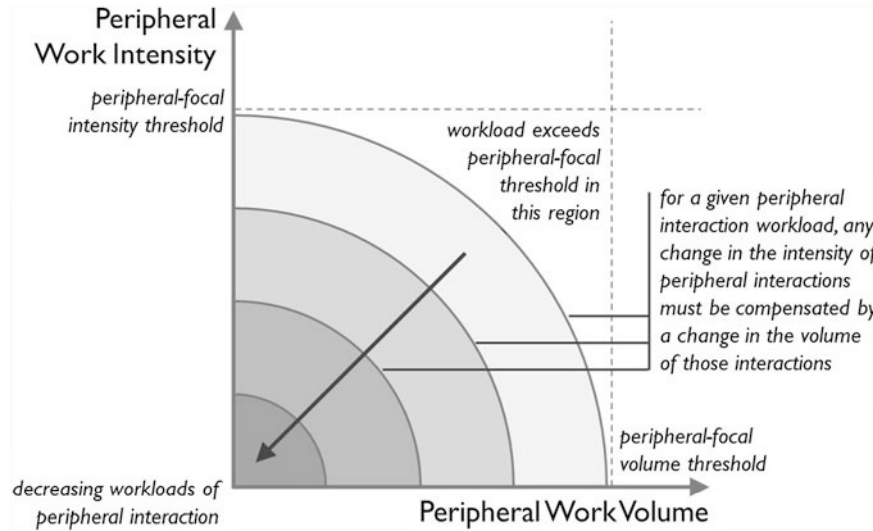 Peripheral
Work Intensity
peripheral-focal
intensity threshold
workload exceeds
peripheral-focal
threshold in
this region
for a given peripheral
interaction workload, any
change in the intensity of
peripheral interactions
must be compensated by
a change in the volume
of those interactions
peripheral-focal
volume threshold
decreasing workloads of
peripheral interaction
Peripheral Work Volume